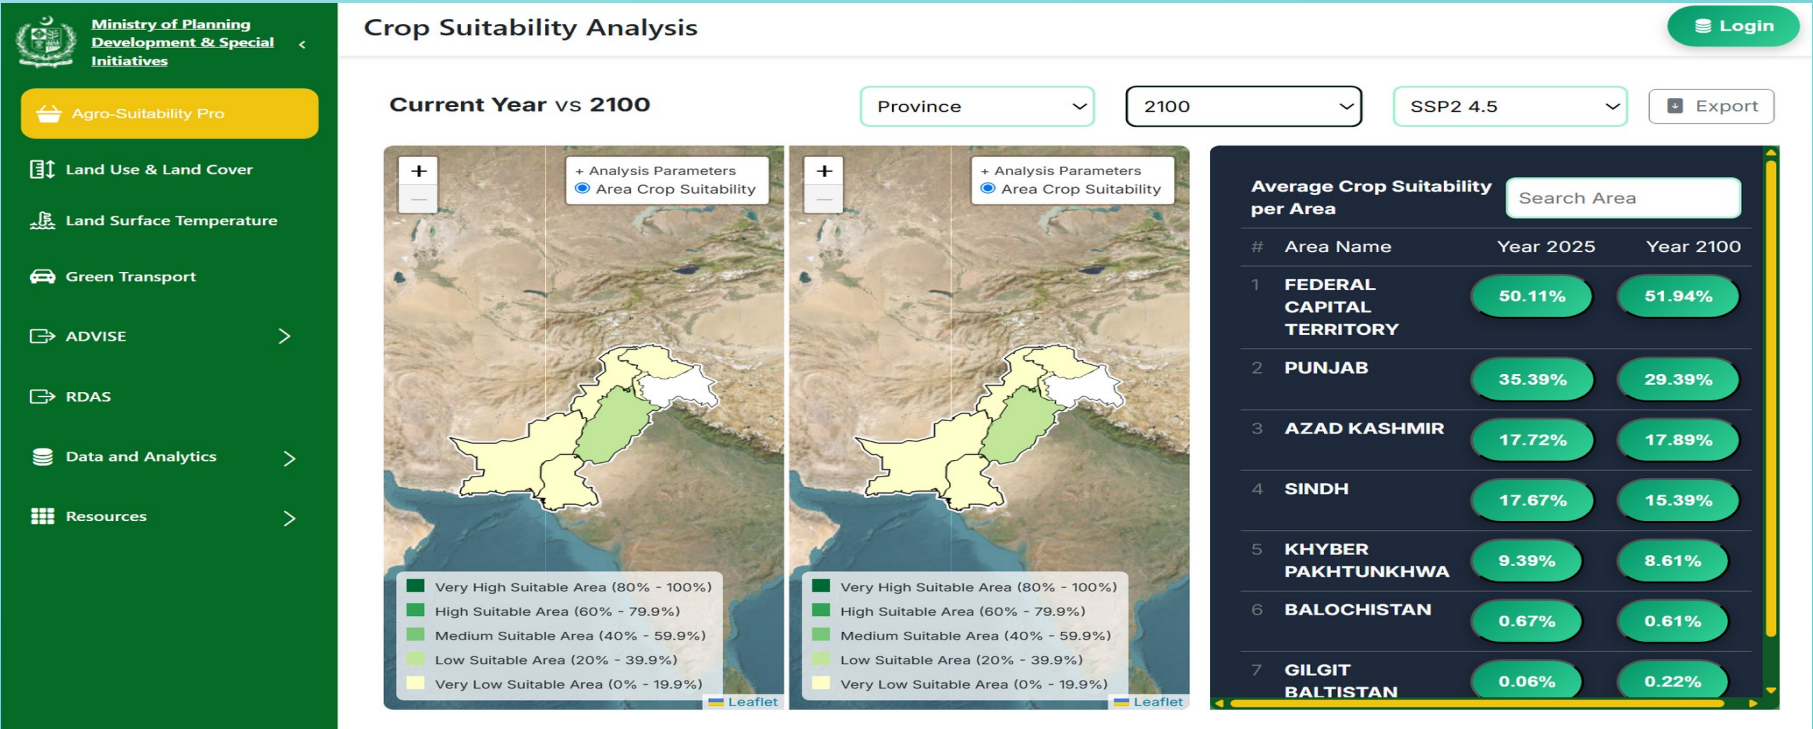 Ministry of Planning
Development & Special
Initiatives
Agro-Suitability Pro
Land Use & Land Cover
Land Surface Temperature
Green Transport
ADVISE
RDAS
Data and Analytics
Resources
Crop Suitability Analysis
Login
Current Year vs 2100
Province
2100
SSP2 4.5
Export
+
−
+ Analysis Parameters
Area Crop Suitability
Very High Suitable Area (80% - 100%)
High Suitable Area (60% - 79.9%)
Medium Suitable Area (40% - 59.9%)
Low Suitable Area (20% - 39.9%)
Very Low Suitable Area (0% - 19.9%)
Leaflet
+
−
+ Analysis Parameters
Area Crop Suitability
Very High Suitable Area (80% - 100%)
High Suitable Area (60% - 79.9%)
Medium Suitable Area (40% - 59.9%)
Low Suitable Area (20% - 39.9%)
Very Low Suitable Area (0% - 19.9%)
Leaflet
Average Crop Suitability
per Area
Search Area
# Area Name Year 2025 Year 2100
1 FEDERAL
CAPITAL
TERRITORY
50.11% 51.94%
2 PUNJAB
35.39% 29.39%
3 AZAD KASHMIR
17.72% 17.89%
4 SINDH
17.67% 15.39%
5 KHYBER
PAKHTUNKHWA
9.39% 8.61%
6 BALOCHISTAN
0.67% 0.61%
7 GILGIT
BALTISTAN
0.06% 0.22%